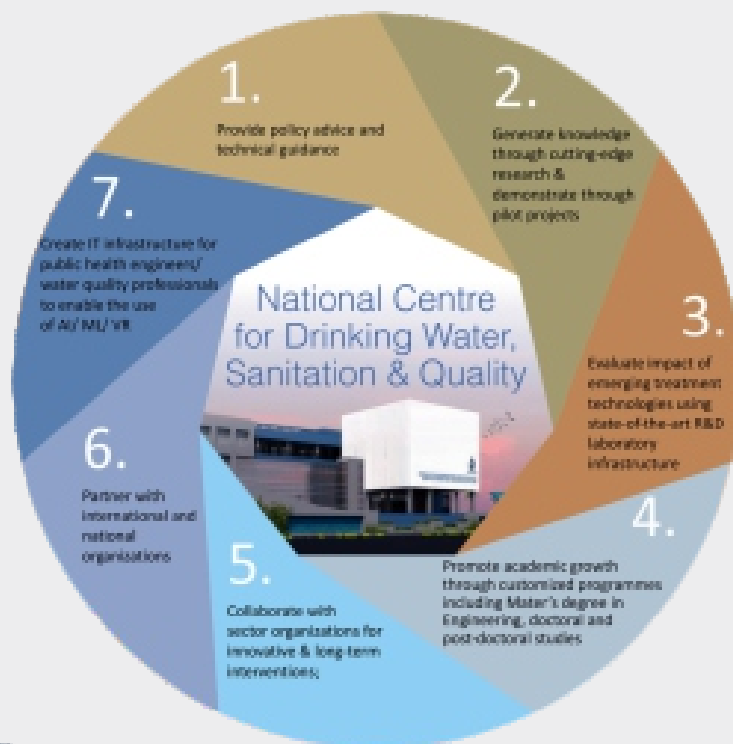 1.
Provide policy advice and
technical guidance
2.
Generate knowledge
through cutting-edge
research &
demonstrate through
pilot projects
3.
Evaluate impact of
emerging treatment
technologies using
state-of-the-art R&D
laboratory
infrastructure
4.
Promote academic growth
through customized programmes
including Mater's degree in
Engineering, doctoral and
post-doctoral studies
5.
Collaborate with
sector organizations for
innovative & long-term
interventions;
6.
Partner with
international and
national
organizations
7.
Create IT infrastructure for
public health engineers/
water quality professionals
to enable the use
of AI/ ML/ VR
National Centre
for Drinking Water,
Sanitation & Quality